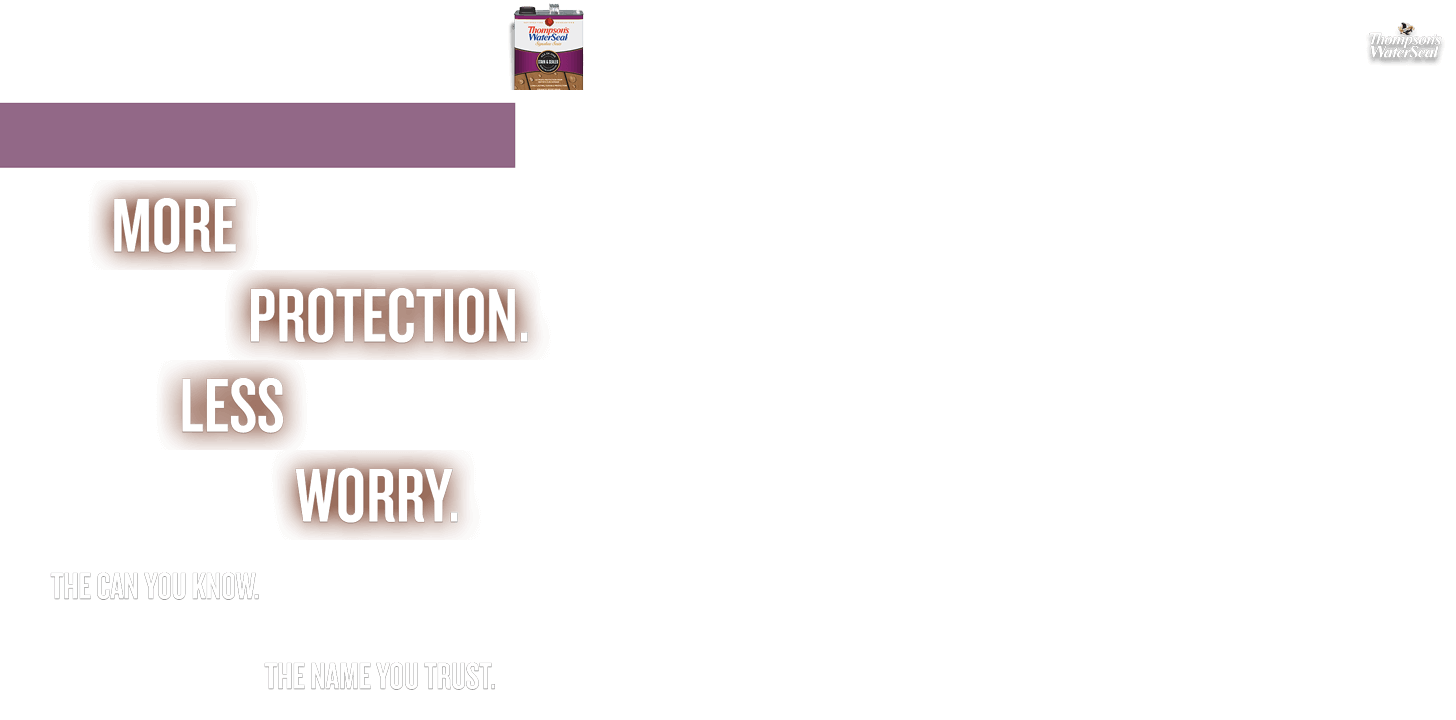 Thompson's
WaterSeal
Signature Series
STAIN & SEALER
Thompson's
WaterSeal
MORE
PROTECTION.
LESS
WORRY.
THE CAN YOU KNOW.
THE NAME YOU TRUST.